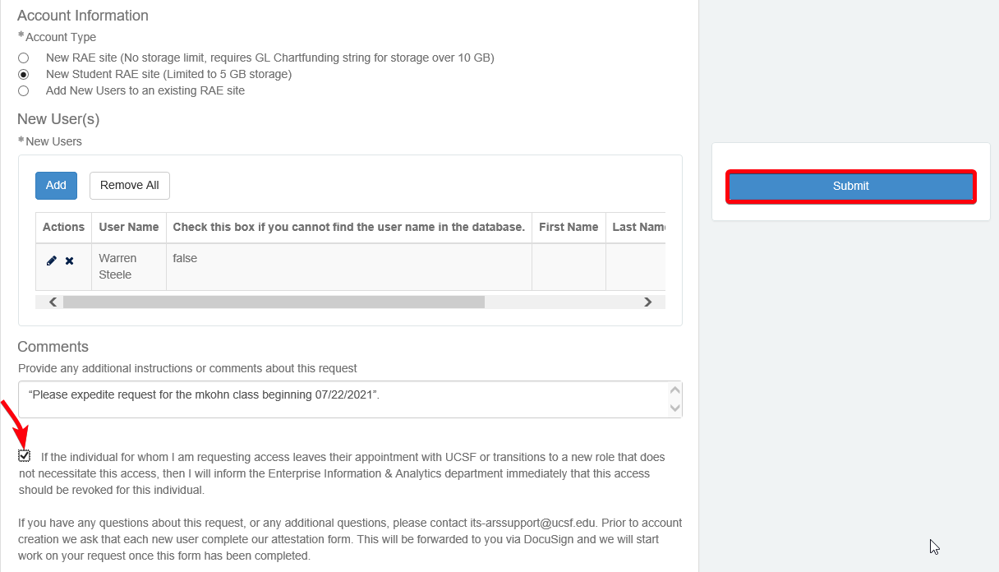 Account Information
*Account Type
New RAE site (No storage limit, requires GL Chartfunding string for storage over 10 GB)
New Student RAE site (Limited to 5 GB storage)
Add New Users to an existing RAE site
New User(s)
*New Users
Add Remove All
Actions User Name Check this box if you cannot find the user name in the database. First Name Last Nam
Warren false
Steele
Comments
Provide any additional instructions or comments about this request
“Please expedite request for the mkohn class beginning 07/22/2021”.
If the individual for whom I am requesting access leaves their appointment with UCSF or transitions to a new role that does
not necessitate this access, then I will inform the Enterprise Information & Analytics department immediately that this access
should be revoked for this individual.
If you have any questions about this request, or any additional questions, please contact its-arssupport@ucsf.edu. Prior to account
creation we ask that each new user complete our attestation form. This will be forwarded to you via DocuSign and we will start
work on your request once this form has been completed.
Submit